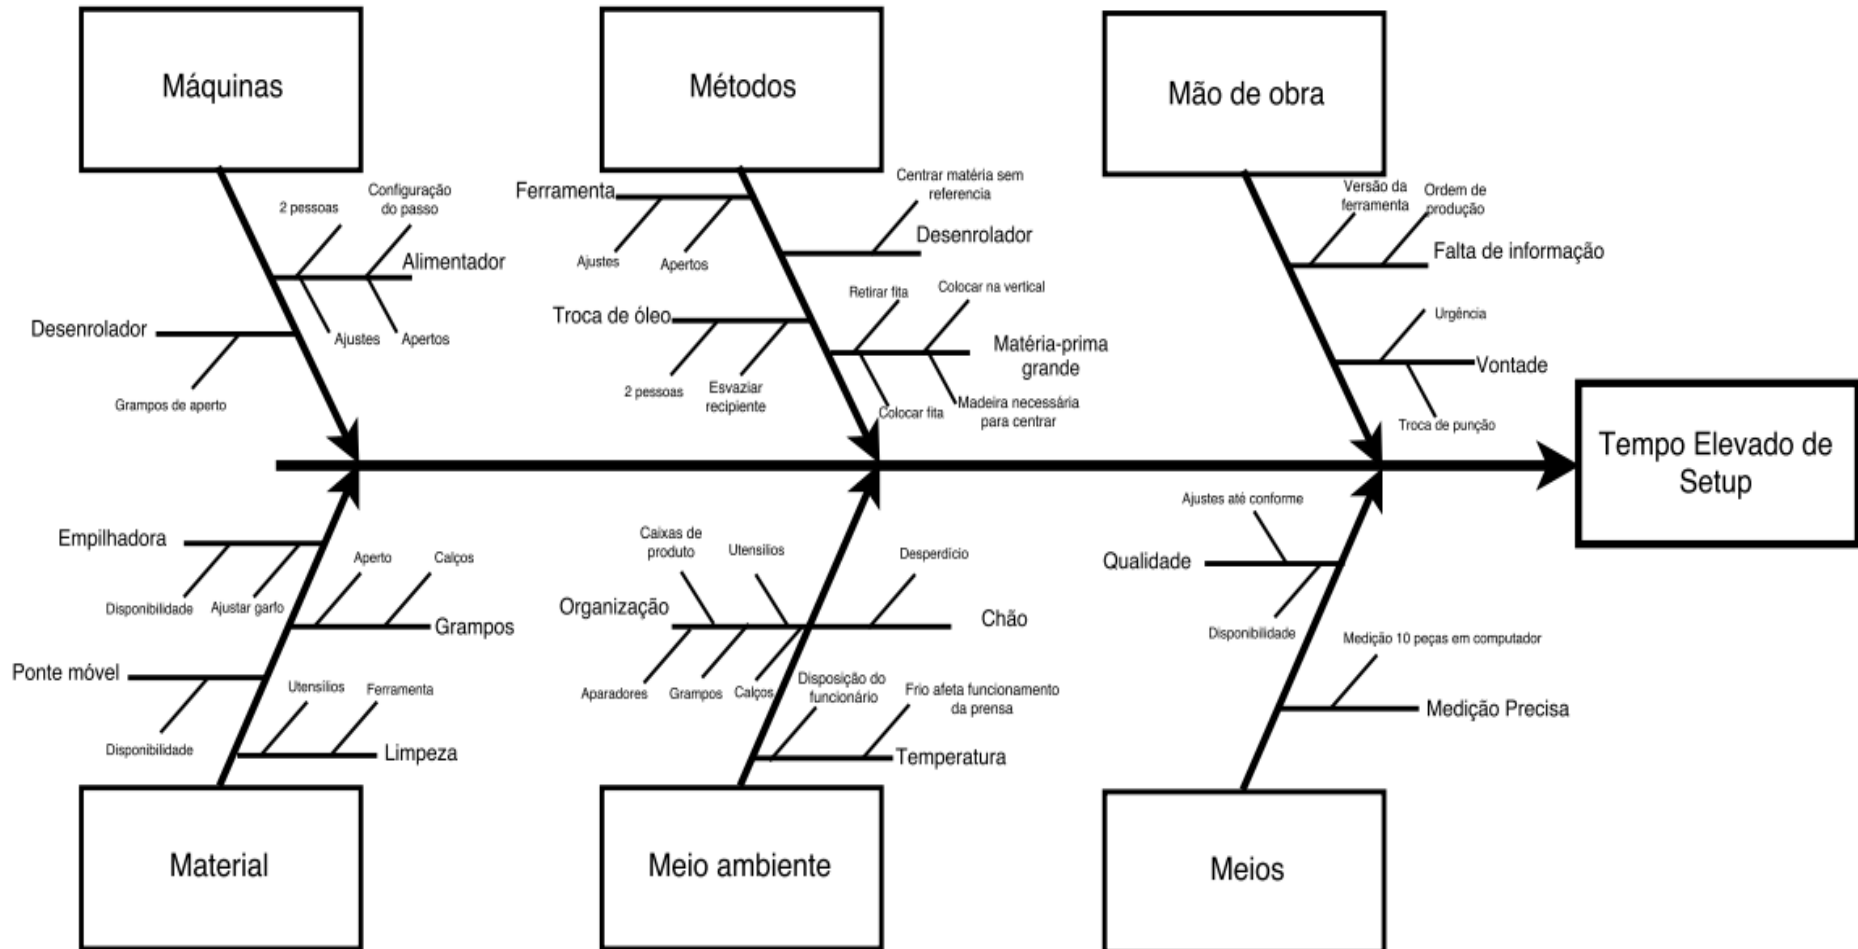 Máquinas
Métodos
Mão de obra
2 pessoas
Configuração
do passo
Alimentador
Desenrolador
Ajustes
Apertos
Grampos de aperto
Ferramenta
Centrar matéria sem
referencia
Ajustes
Apertos
Desenrolador
Troca de óleo
Retirar fita
Colocar na vertical
Matéria-prima
grande
2 pessoas
Esvaziar
recipiente
Colocar fita
Madeira necessária
para centrar
Versão da
ferramenta
Ordem de
produção
Falta de informação
Urgência
Vontade
Troca de punção
Tempo Elevado de
Setup
Empilhadora
Disponibilidade
Ajustar garfo
Aperto
Calços
Grampos
Ponte móvel
Disponibilidade
Utensílios
Ferramenta
Limpeza
Caixas de
produto
Utensílios
Desperdício
Organização
Chão
Aparadores
Grampos
Calços
Disposição do
funcionário
Frio afeta funcionamento
da prensa
Temperatura
Ajustes até conforme
Qualidade
Disponibilidade
Medição 10 peças em computador
Medição Precisa
Material
Meio ambiente
Meios